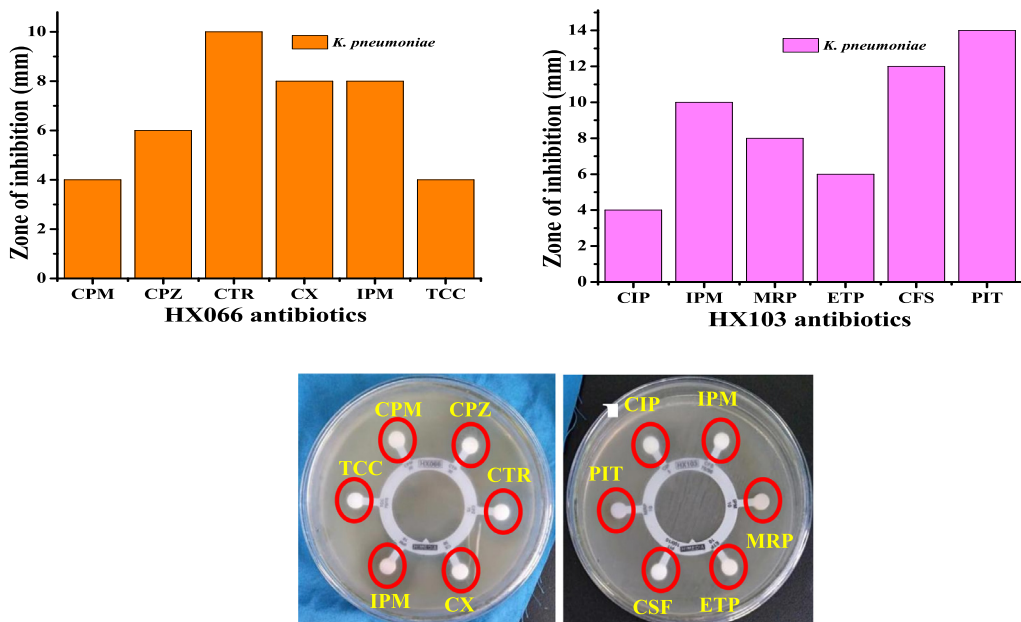 Zone of inhibition (mm)
10
8
6
4
2
0
K. pneumoniae
CPM CPZ CTR CX IPM TCC
HX066 antibiotics
Zone of inhibition (mm)
14
12
10
8
6
4
2
0
K. pneumoniae
CIP IPM MRP ETP CFS PIT
HX103 antibiotics
CPM CPZ
TCC CTR
HX066
IPM CX
CIP IPM
PIT
HX103
MRP
CSF ETP